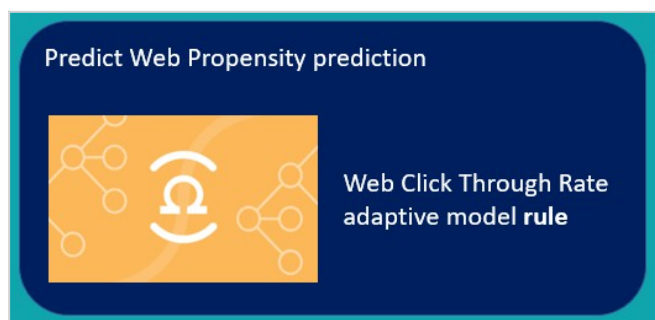 Predict Web Propensity prediction
Web Click Through Rate
adaptive model rule